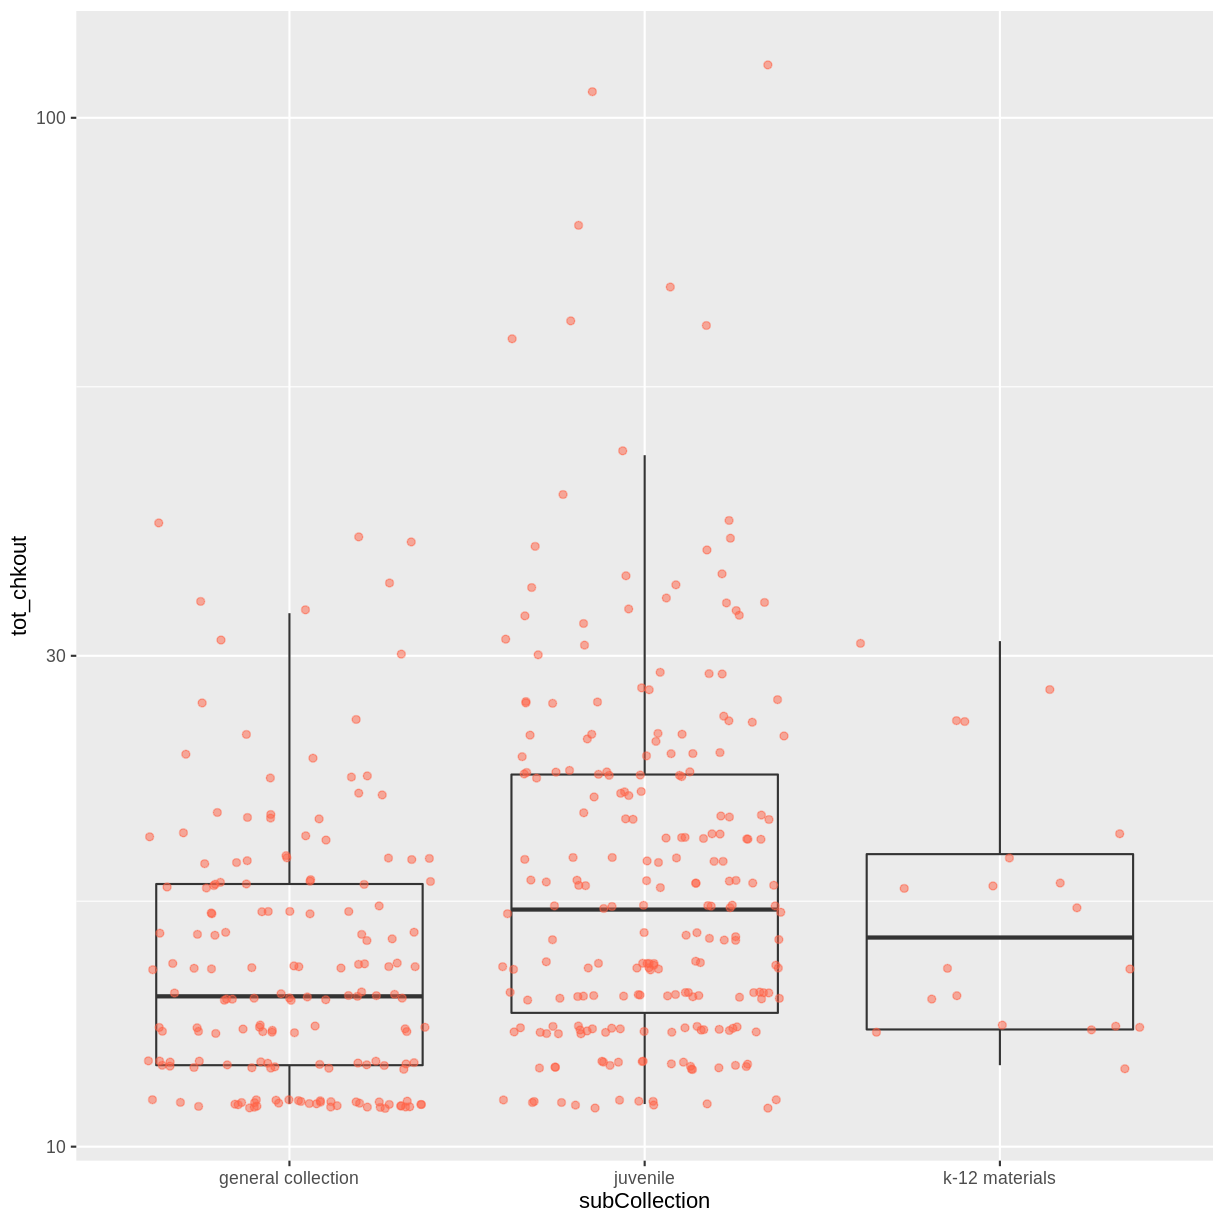 100
30
10
tot_chkout
general collection
juvenile
k-12 materials
subCollection